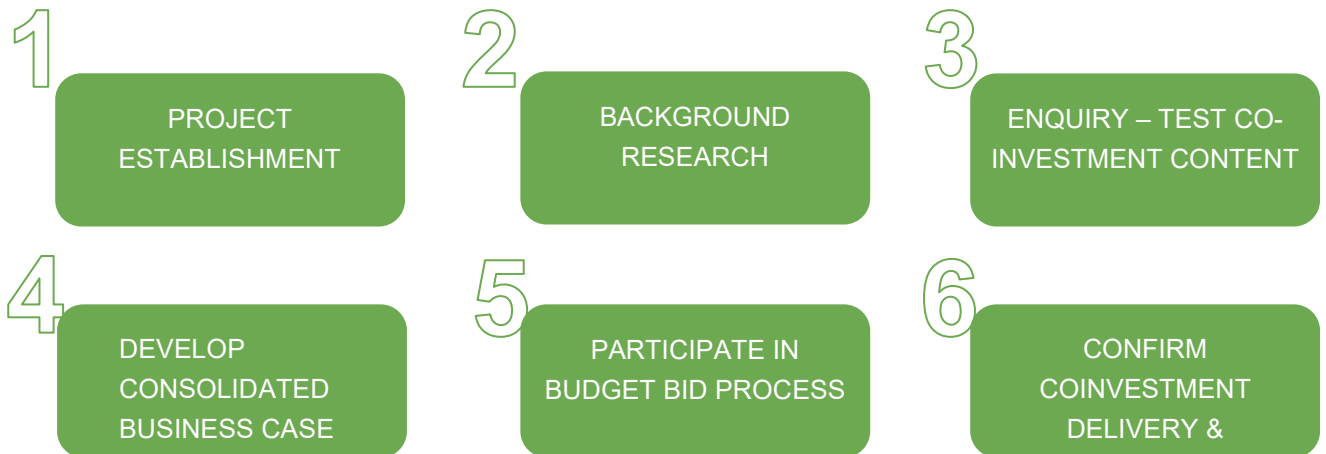 1
PROJECT
ESTABLISHMENT
2
BACKGROUND
RESEARCH
3
ENQUIRY – TEST CO-
INVESTMENT CONTENT
4
DEVELOP
CONSOLIDATED
BUSINESS CASE
5
PARTICIPATE IN
BUDGET BID PROCESS
6
CONFIRM
COINVESTMENT
DELIVERY &